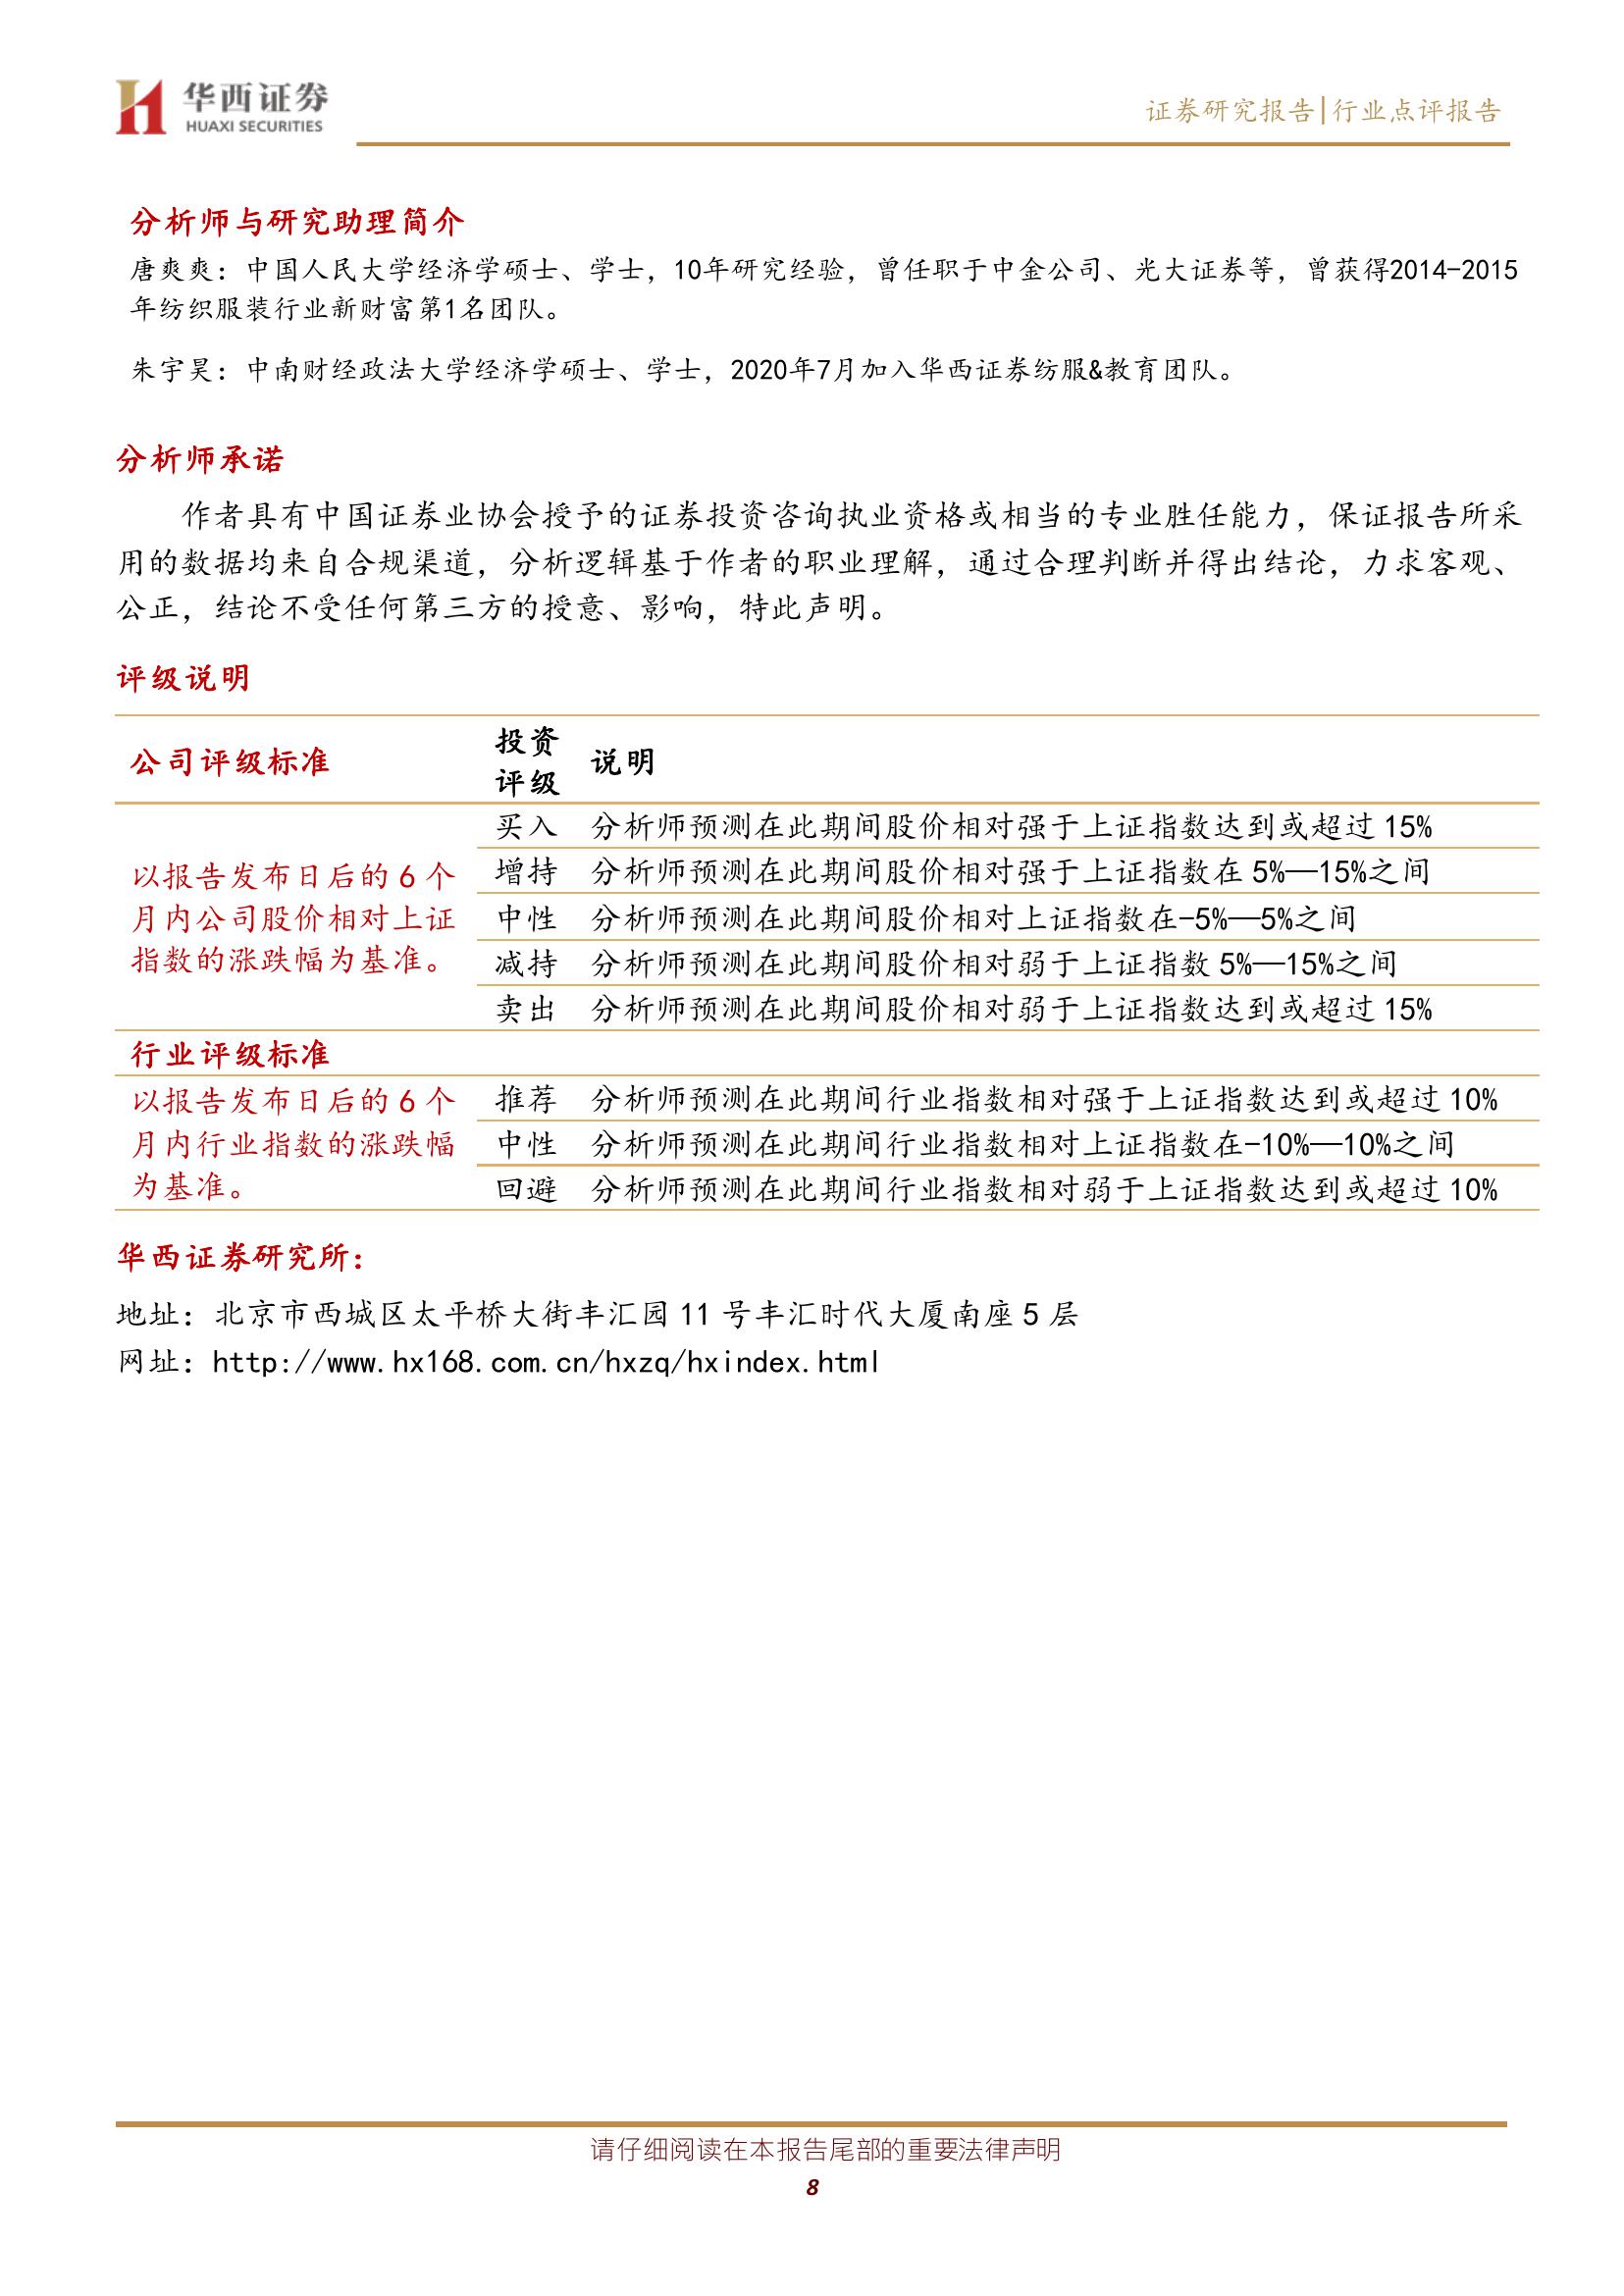 华西证券
HUAXI SECURITIES
证券研究报告|行业点评报告
分析师与研究助理简介
唐爽爽：中国人民大学经济学硕士、学士，10年研究经验，曾任职于中金公司、光大证券等，曾获得2014-2015
年纺织服装行业新财富第1名团队。
朱宇昊：中南财经政法大学经济学硕士、学士，2020年7月加入华西证券纺服&教育团队。
分析师承诺
作者具有中国证券业协会授予的证券投资咨询执业资格或相当的专业胜任能力，保证报告所采
用的数据均来自合规渠道，分析逻辑基于作者的职业理解，通过合理判断并得出结论，力求客观、
公正，结论不受任何第三方的授意、影响，特此声明。
评级说明
公司评级标准
投资
评级
说明
以报告发布日后的 6 个
月内公司股价相对上证
指数的涨跌幅为基准。
买入 分析师预测在此期间股价相对强于上证指数达到或超过 15%
增持 分析师预测在此期间股价相对强于上证指数在 5%—15%之间
中性 分析师预测在此期间股价相对上证指数在-5%—5%之间
减持 分析师预测在此期间股价相对弱于上证指数 5%—15%之间
卖出 分析师预测在此期间股价相对弱于上证指数达到或超过 15%
行业评级标准
以报告发布日后的 6 个
月内行业指数的涨跌幅
为基准。
推荐 分析师预测在此期间行业指数相对强于上证指数达到或超过 10%
中性 分析师预测在此期间行业指数相对上证指数在-10%—10%之间
回避 分析师预测在此期间行业指数相对弱于上证指数达到或超过 10%
华西证券研究所：
地址：北京市西城区太平桥大街丰汇园 11 号丰汇时代大厦南座 5 层
网址：http://www.hx168.com.cn/hxzq/hxindex.html
请仔细阅读在本报告尾部的重要法律声明
8